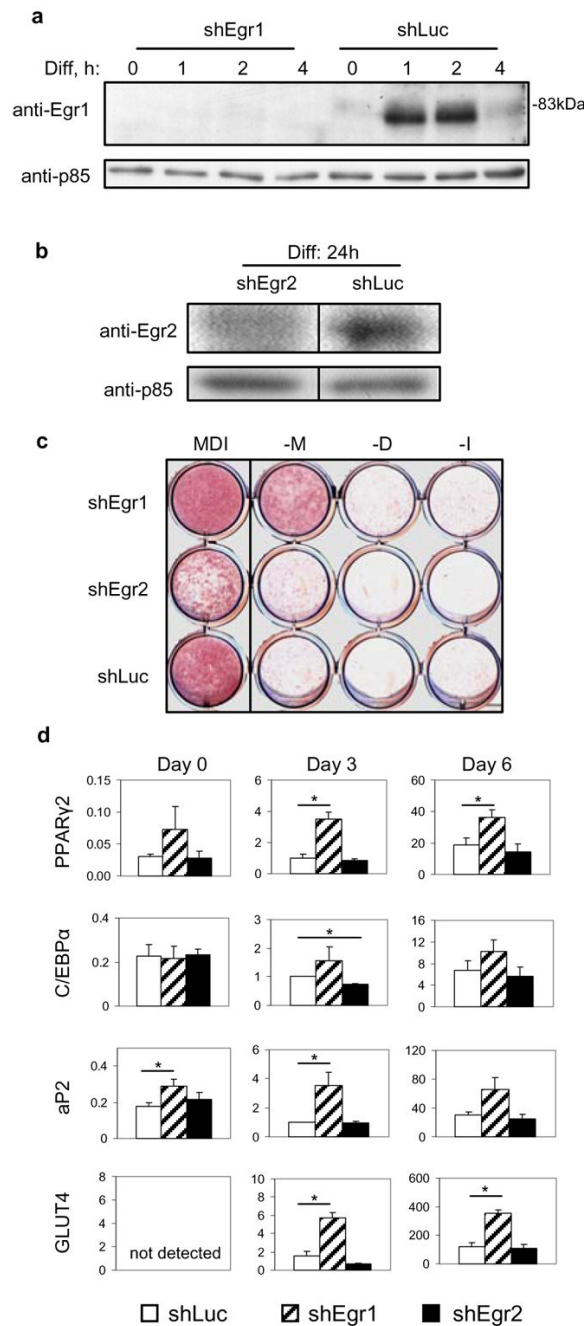 a
shEgr1 shLuc
Diff, h: 0 1 2 4 0 1 2 4
anti-Egr1 -83kDa
anti-p85
b
Diff: 24h
shEgr2 shLuc
anti-Egr2
anti-p85
c
MDI -M -D -I
shEgr1
shEgr2
shLuc
d
Day 0 Day 3 Day 6
PPARγ2
0.15
0.10
0.05
0.00
6
4
2
0
*
60
40
20
0
*
C/EBPα
0.4
0.2
0
3
2
1
0
*
16
12
8
4
0
aP2
0.4
0.2
0
*
6
4
2
0
*
120
80
40
0
GLUT4
8
6
4
2
0
not detected
10
8
6
4
2
0
*
600
400
200
0
*
shLuc shEgr1 shEgr2